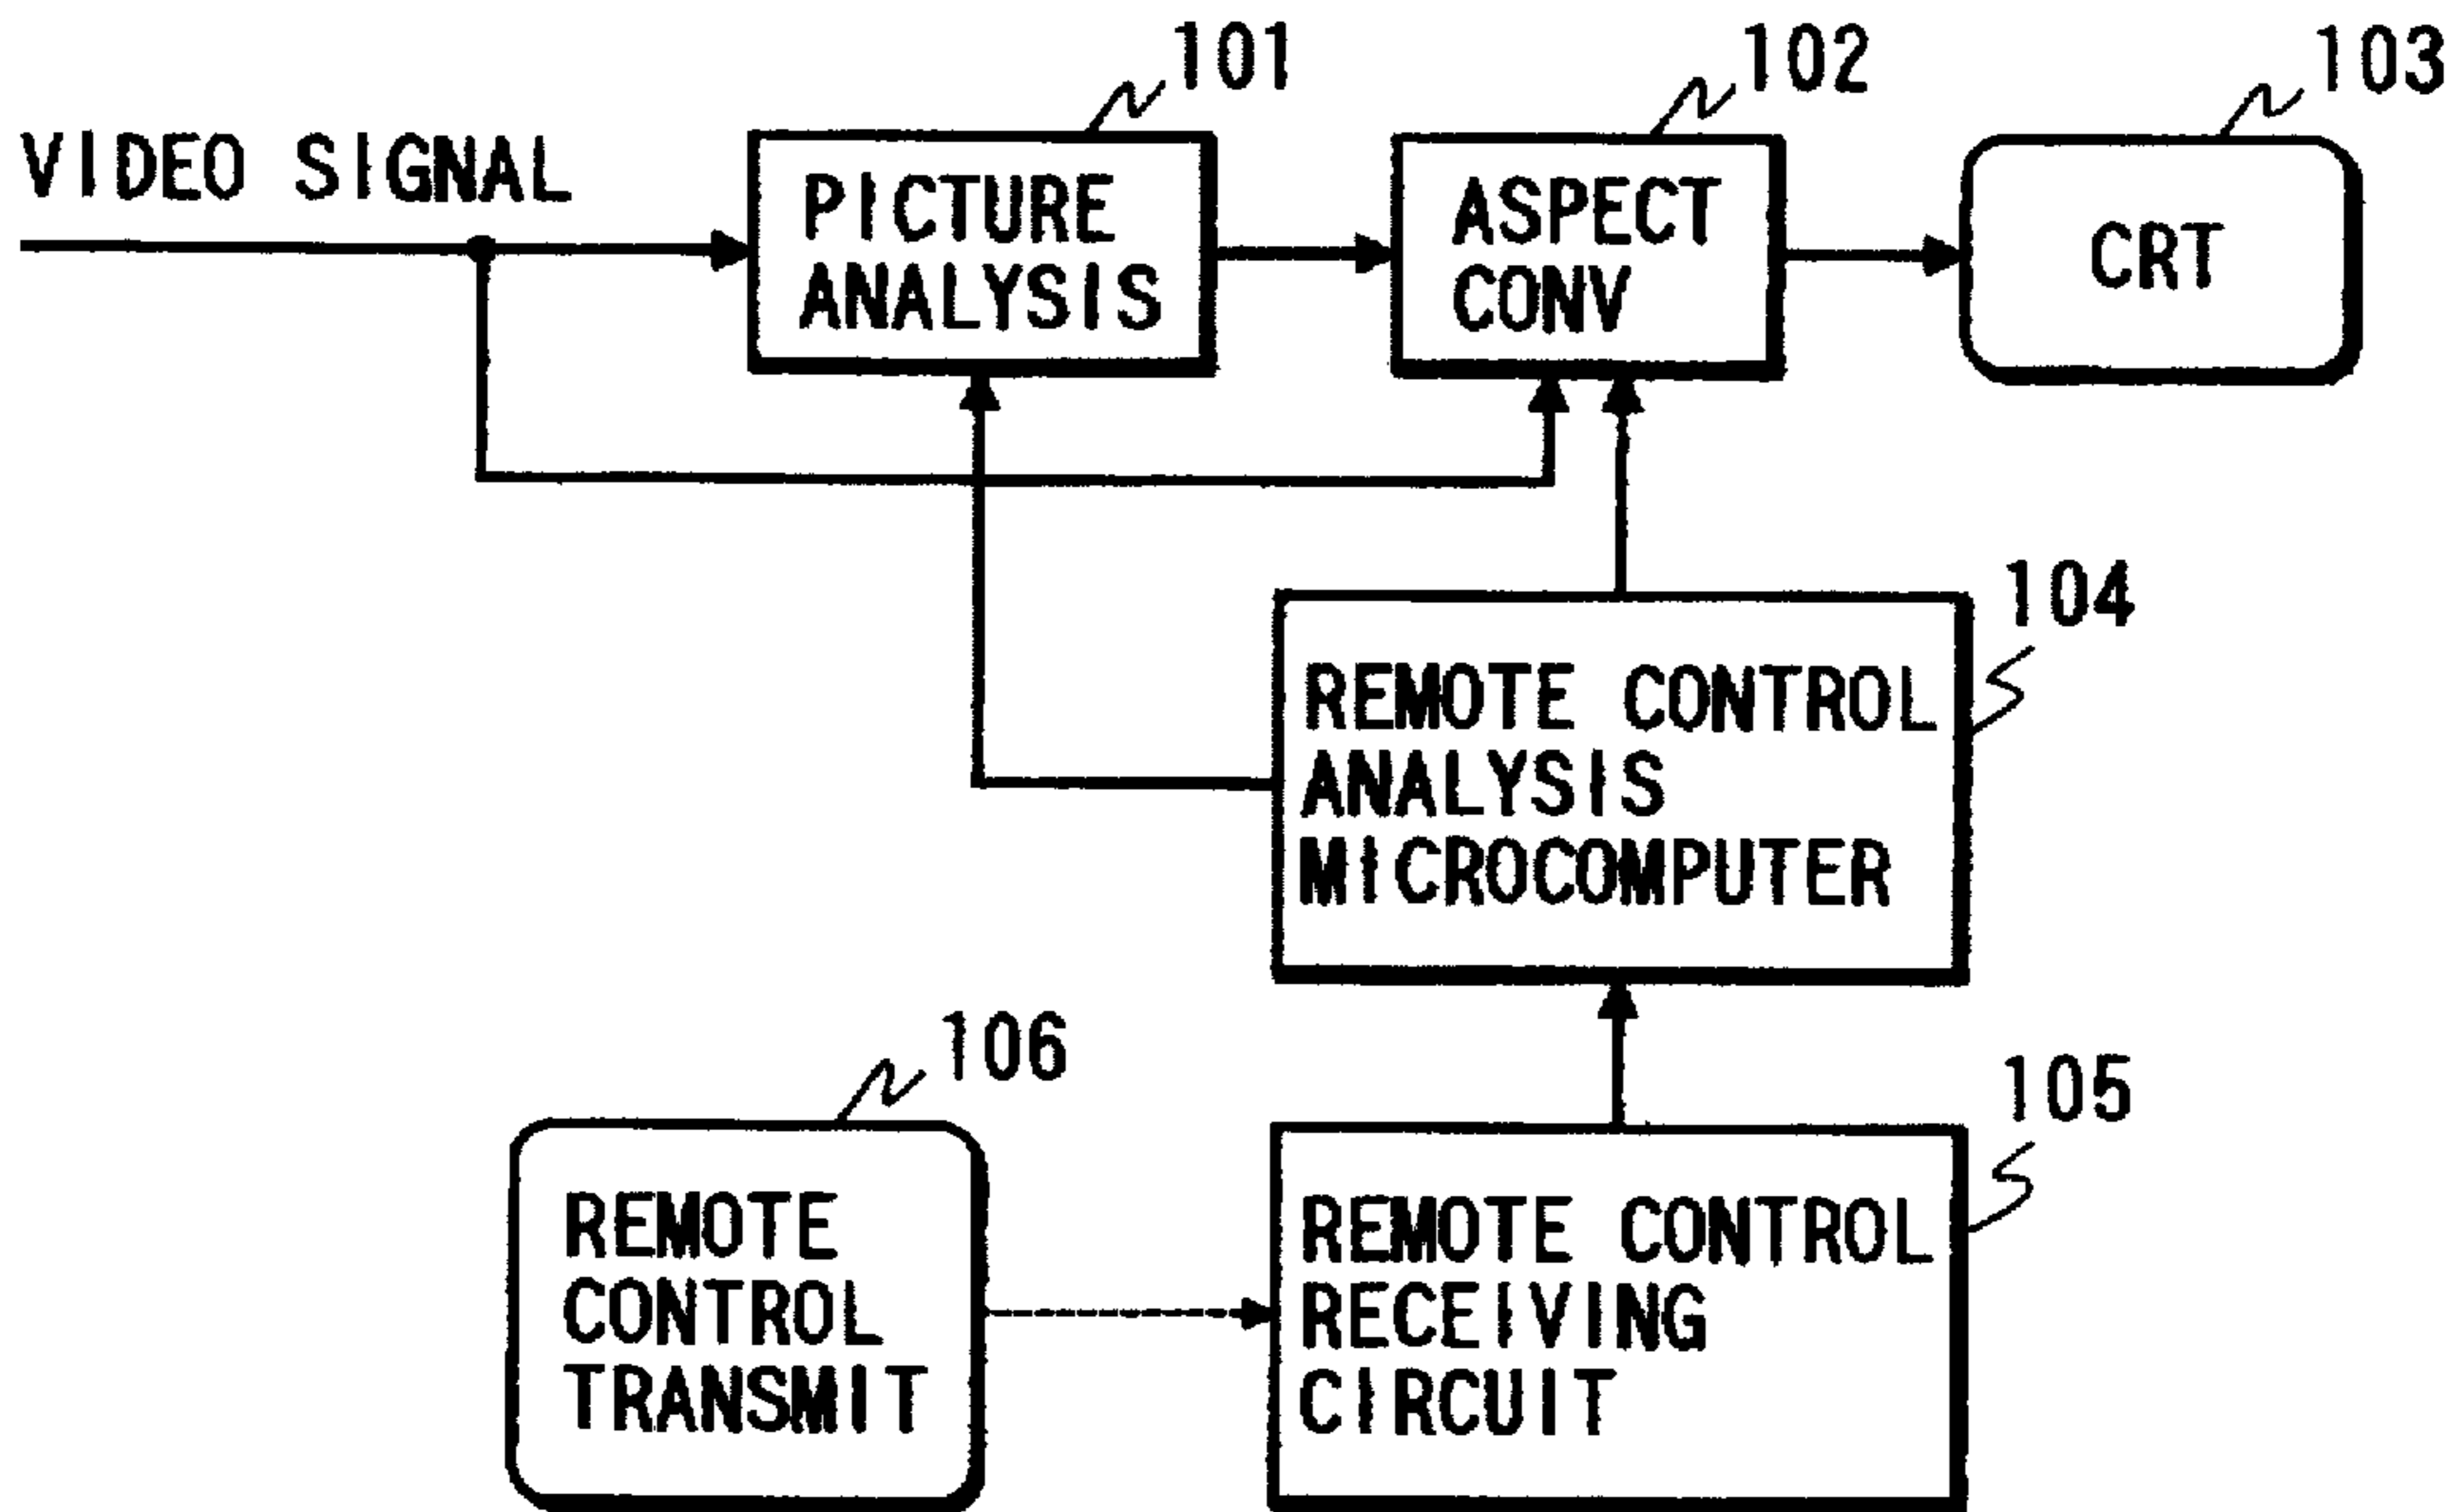 101
102
103
VIDEO SIGNAL
PICTURE
ANALYSIS
ASPECT
CONV
CRT
104
REMOTE CONTROL
ANALYSIS
MICROCOMPUTER
106
105
REMOTE
CONTROL
TRANSMIT
REMOTE CONTROL
RECEIVING
CIRCUIT